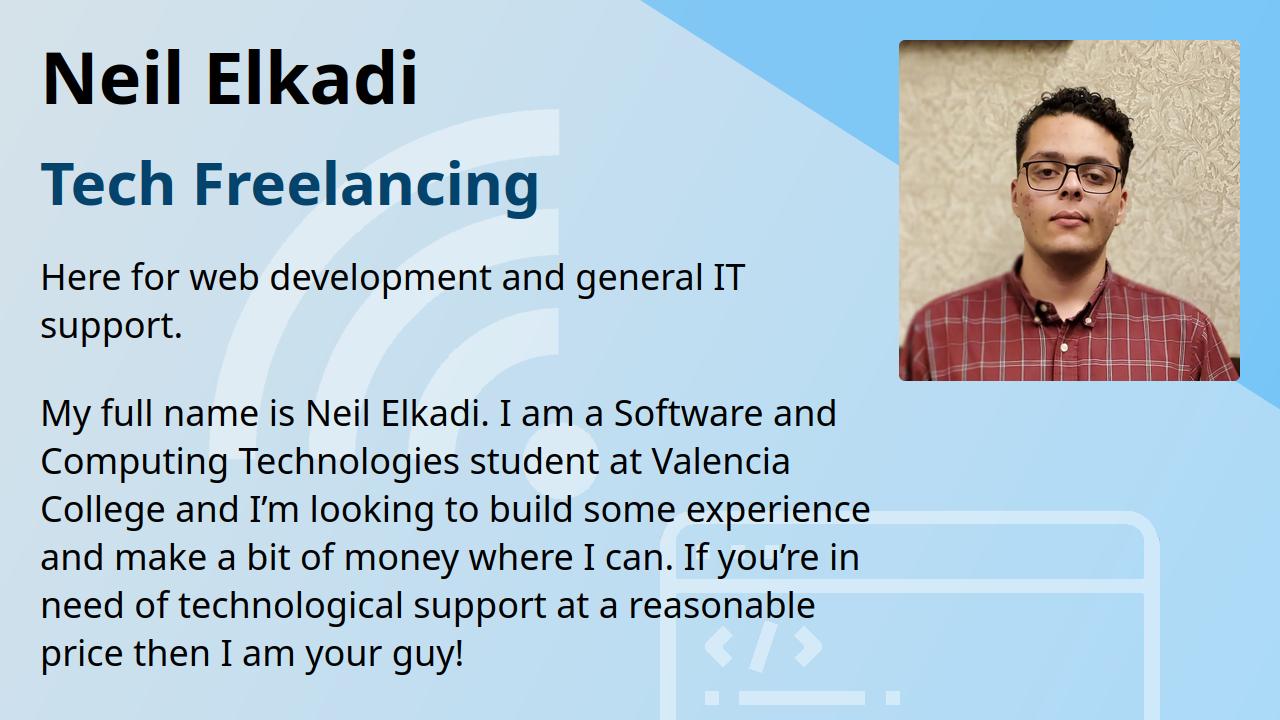 Neil Elkadi
Tech Freelancing
Here for web development and general IT
support.
My full name is Neil Elkadi. I am a Software and
Computing Technologies student at Valencia
College and I’m looking to build some experience
and make a bit of money where I can. If you’re in
need of technological support at a reasonable
price then I am your guy!